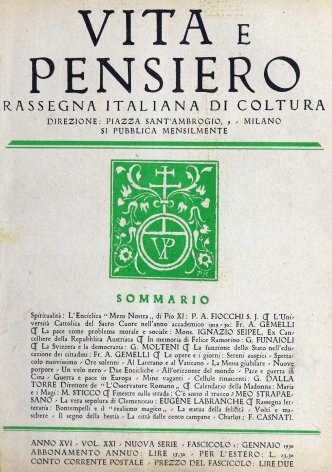 VITA E
PENSIERO
RASSEGNA ITALIANA DI COLTURA
DIREZIONE: PIAZZA SANT'AMBROGIO, 9 - MILANO
SI PUBBLICA MENSILMENTE
VP
SOMMARIO
Spiritualità: L'Enciclica "Mens Nostra" di Pio XI: P. A. FIOCCHI S. J. ❡ L'Uni-
versità Cattolica del Sacro Cuore nell'anno accademico 1929-30: Fr. A. GEMELLI
❡ La pace come problema morale e sociale: Mons. IGNAZIO SEIPEL, Ex Can-
celliere della Repubblica Austriaca ❡ In memoria di Felice Ramorino: G. FUNAIOLI
❡ La Svizzera e la democrazia: G. MOLTENI ❡ La funzione dello Stato nell'edu-
cazione dei cittadini: Fr. A. GEMELLI ❡ Le opere e i giorni: Sereni auspici - Spetta-
colo nuovissimo - Ore solenni - Al Laterano e al Vaticano - La Messa giubilare - Nuove
porpore - Un velo nero - Due Encicliche - All'orizzonte del mondo - Pace e guerra in
Cina - Guerra e pace in Europa - Mine vaganti - Cellule rinascenti: G. DALLA
TORRE Direttore de "L'Osservatore Romano" ❡ Calendario della Madonna: Maria
e i Magi: M. STICCO ❡ Finestre sulla strada: C'è sotto il trucco? MEO STRAPAE-
SANO - La vera sepoltura di Clemenceau: EUGÈNE LABRANCHE ❡ Rassegna lette-
raria: Bontempelli e il "realismo magico" - La statua della felicità - Volti e ma-
schere - Il segno della bestia - La città dalle cento campane - Charlot: F. CASNATI.
ANNO XVI - VOL. XXI - NUOVA SERIE - FASCICOLO 1: GENNAIO 1930
ABBONAMENTO ANNUO: LIRE - PER L'ESTERO: L.
CONTO CORRENTE POSTALE - PREZZO DEL FASCICOLO: LIRE DUE